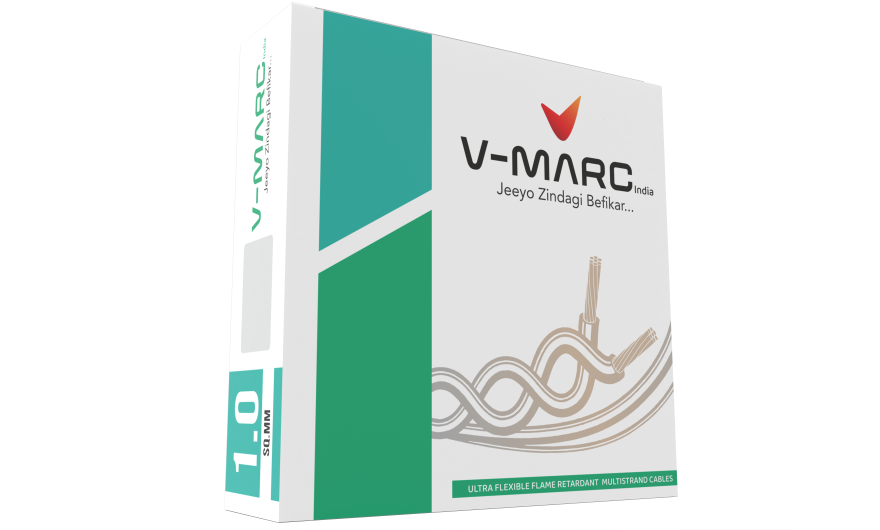 V-MARC India
Jeeyo Zindagi Befikar...
1.0
SQ.MM
V-MARC India
Jeeyo Zindagi Befikar...
ULTRA FLEXIBLE FLAME RETARDANT MULTISTRAND CABLES